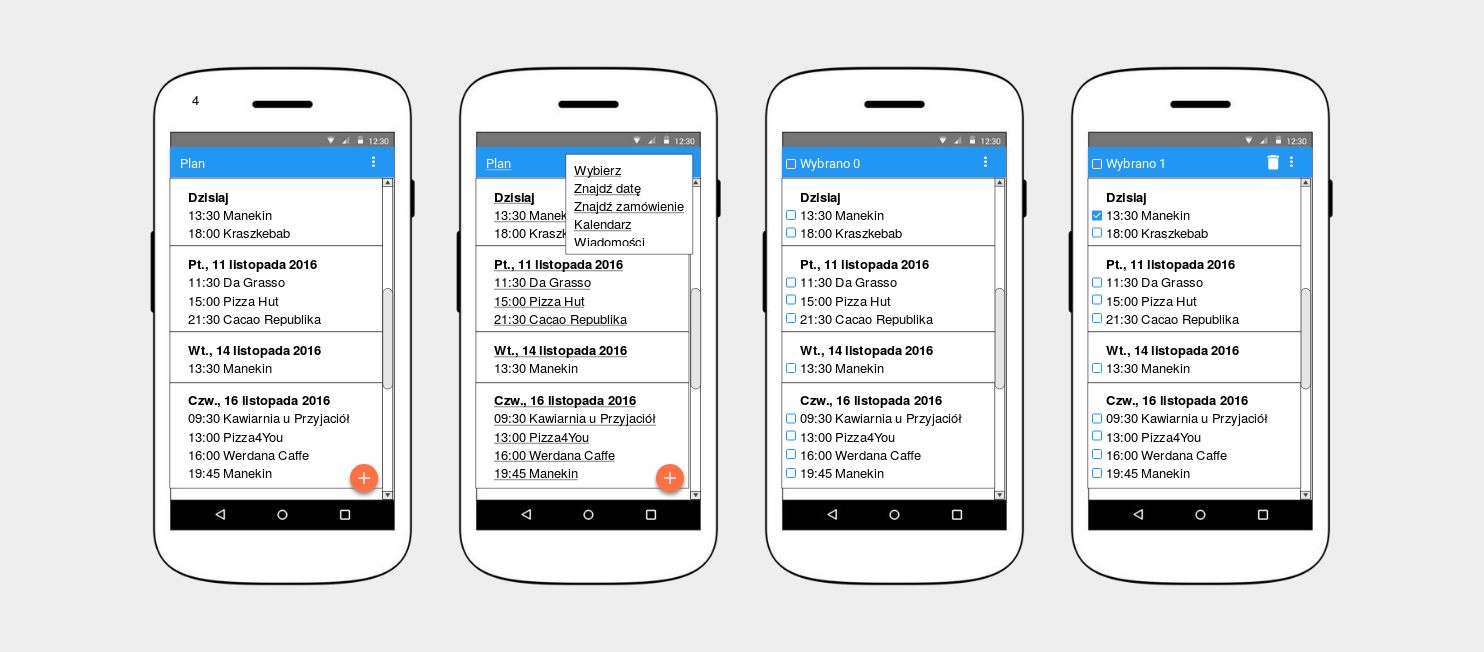 4
12:30
Plan
Dzisiaj
13:30 Manekin
18:00 Kraszkebab
Pt., 11 listopada 2016
11:30 Da Grasso
15:00 Pizza Hut
21:30 Cacao Republika
Wt., 14 listopada 2016
13:30 Manekin
Czw., 16 listopada 2016
09:30 Kawiarnia u Przyjaciół
13:00 Pizza4You
16:00 Werdana Caffe
19:45 Manekin
+
12:30
Plan
Wybierz
Znajdź datę
Znajdź zamówienie
Kalendarz
Wiadomości
Dzisiaj
13:30 Manek
18:00 Kraszk
Pt., 11 listopada 2016
11:30 Da Grasso
15:00 Pizza Hut
21:30 Cacao Republika
Wt., 14 listopada 2016
13:30 Manekin
Czw., 16 listopada 2016
09:30 Kawiarnia u Przyjaciół
13:00 Pizza4You
16:00 Werdana Caffe
19:45 Manekin
+
12:30
Wybrano 0
Dzisiaj
13:30 Manekin
18:00 Kraszkebab
Pt., 11 listopada 2016
11:30 Da Grasso
15:00 Pizza Hut
21:30 Cacao Republika
Wt., 14 listopada 2016
13:30 Manekin
Czw., 16 listopada 2016
09:30 Kawiarnia u Przyjaciół
13:00 Pizza4You
16:00 Werdana Caffe
19:45 Manekin
12:30
Wybrano 1
Dzisiaj
13:30 Manekin
18:00 Kraszkebab
Pt., 11 listopada 2016
11:30 Da Grasso
15:00 Pizza Hut
21:30 Cacao Republika
Wt., 14 listopada 2016
13:30 Manekin
Czw., 16 listopada 2016
09:30 Kawiarnia u Przyjaciół
13:00 Pizza4You
16:00 Werdana Caffe
19:45 Manekin